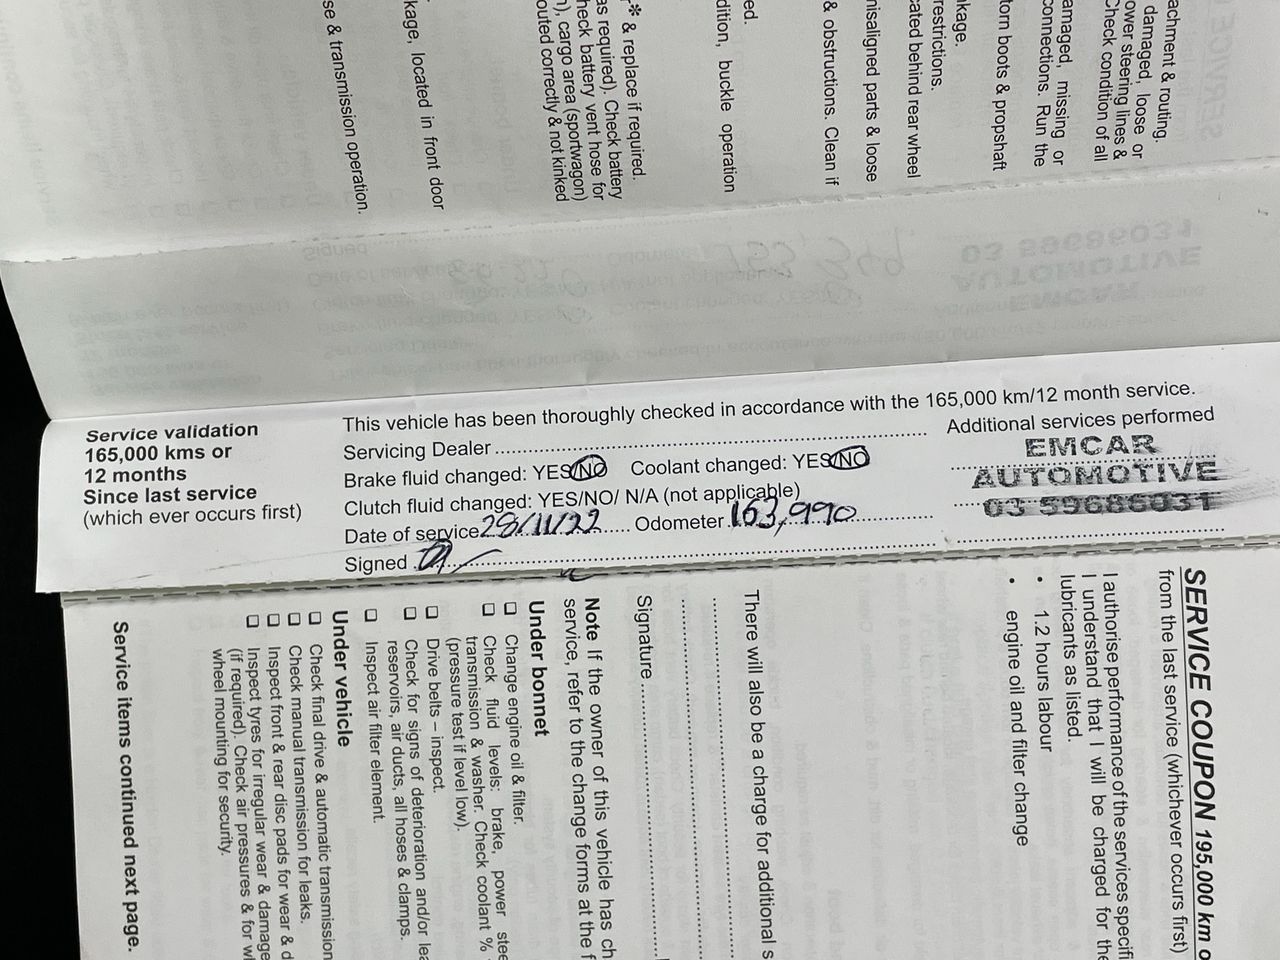 achment & routing.
damaged, loose or
ower steering lines &
Check condition of all
amaged, missing or
connections. Run the
torn boots & propshaft
kage.
restrictions.
cated behind rear wheel
nisaligned parts & loose
& obstructions. Clean if
ed.
dition, buckle operation
r* & replace if required.
as required). Check battery
heck battery vent hose for
n), cargo area (sportwagon)
outed correctly & not kinked
kage, located in front door
se & transmission operation.
Service validation
165,000 kms or
12 months
Since last service
(which ever occurs first)
This vehicle has been thoroughly checked in accordance with the 165,000 km/12 month service.
Servicing Dealer
Brake fluid changed: YES/NO Coolant changed: YES/NO
Clutch fluid changed: YES/NO/ N/A (not applicable)
Date of service 28/11/22 Odometer 163,990
Signed
Additional services performed
EMCAR
AUTOMOTIVE
03 59686031
SERVICE COUPON 195,000 km o
from the last service (whichever occurs first)
I authorise performance of the services specifi
I understand that I will be charged for the
lubricants as listed.
• 1.2 hours labour
• engine oil and filter change
There will also be a charge for additional s
Signature
Note If the owner of this vehicle has ch
service, refer to the change forms at the f
Under bonnet
❑ Change engine oil & filter.
❑ Check fluid levels: brake, power stee
transmission & washer. Check coolant %
(pressure test if level low).
❑ Drive belts – inspect.
❑ Check for signs of deterioration and/or lea
reservoirs, air ducts, all hoses & clamps.
❑ Inspect air filter element.
Under vehicle
❑ Check final drive & automatic transmission
❑ Check manual transmission for leaks.
❑ Inspect front & rear disc pads for wear & d
❑ Inspect tyres for irregular wear & damage
(if required). Check air pressures & for wh
wheel mounting for security.
Service items continued next page.